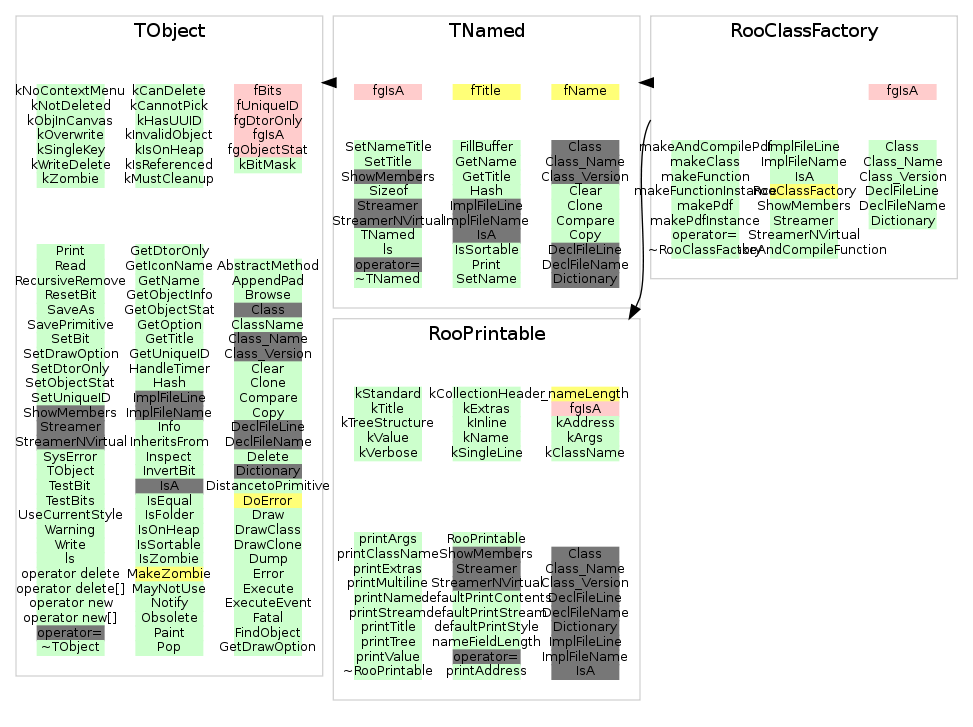 TObject
kNoContextMenu kCanDelete fBits
kNotDeleted kCannotPick fUniqueID
kObjInCanvas kHasUUID fgDtorOnly
kOverwrite kInvalidObject fgIsA
kSingleKey kIsOnHeap fgObjectStat
kWriteDelete kIsReferenced kBitMask
kZombie kMustCleanup
Print GetDtorOnly
Read GetIconName AbstractMethod
RecursiveRemove GetName AppendPad
ResetBit GetObjectInfo Browse
SaveAs GetObjectStat Class
SavePrimitive GetOption ClassName
SetBit GetTitle Class_Name
SetDrawOption GetUniqueID Class_Version
SetDtorOnly HandleTimer Clear
SetObjectStat Hash Clone
SetUniqueID ImplFileLine Compare
ShowMembers ImplFileName Copy
Streamer Info DeclFileLine
StreamerNVirtual InheritsFrom DeclFileName
SysError Inspect Delete
TObject InvertBit Dictionary
TestBit IsA DistancetoPrimitive
TestBits IsEqual DoError
UseCurrentStyle IsFolder Draw
Warning IsOnHeap DrawClass
Write IsSortable DrawClone
ls IsZombie Dump
operator delete MakeZombie Error
operator delete[] MayNotUse Execute
operator new Notify ExecuteEvent
operator new[] Obsolete Fatal
operator= Paint FindObject
~TObject Pop GetDrawOption
TNamed
fgIsA fTitle fName
SetNameTitle FillBuffer Class
SetTitle GetName Class_Name
ShowMembers GetTitle Class_Version
Sizeof Hash Clear
Streamer ImplFileLine Clone
StreamerNVirtual ImplFileName Compare
TNamed IsA Copy
ls IsSortable DeclFileLine
operator= Print DeclFileName
~TNamed SetName Dictionary
RooClassFactory
fgIsA
makeAndCompilePdf ImplFileLine Class
makeClass ImplFileName Class_Name
makeFunction IsA Class_Version
makeFunctionInstance RooClassFactory DeclFileLine
makePdf ShowMembers DeclFileName
makePdfInstance Streamer Dictionary
operator= StreamerNVirtual
~RooClassFactory makeAndCompileFunction
RooPrintable
kStandard kCollectionHeader _nameLength
kTitle kExtras fgIsA
kTreeStructure kInline kAddress
kValue kName kArgs
kVerbose kSingleLine kClassName
printArgs RooPrintable
printClassName ShowMembers Class
printExtras Streamer Class_Name
printMultiline StreamerNVirtual Class_Version
printName defaultPrintContents DeclFileLine
printStream defaultPrintStream DeclFileName
printTitle defaultPrintStyle Dictionary
printTree nameFieldLength ImplFileLine
printValue operator= ImplFileName
~RooPrintable printAddress IsA